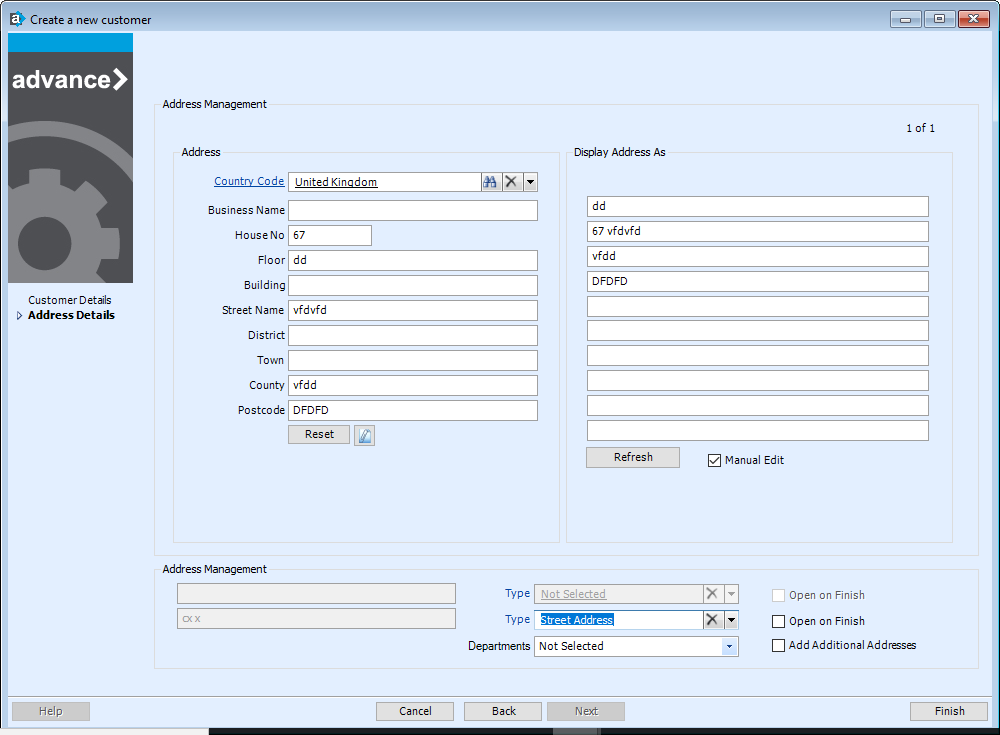 a Create a new customer
advance
Address Management
1 of 1
Address
Country Code United Kingdom
Business Name
House No 67
Floor dd
Building
Street Name vfdvfd
District
Town
County vfdd
Postcode DFDFD
Reset
Display Address As
dd
67 vfdvfd
vfdd
DFDFD
Refresh Manual Edit
Customer Details
Address Details
Address Management
Type Not Selected Open on Finish
cx x Type Street Address Open on Finish
Departments Not Selected Add Additional Addresses
Help Cancel Back Next Finish